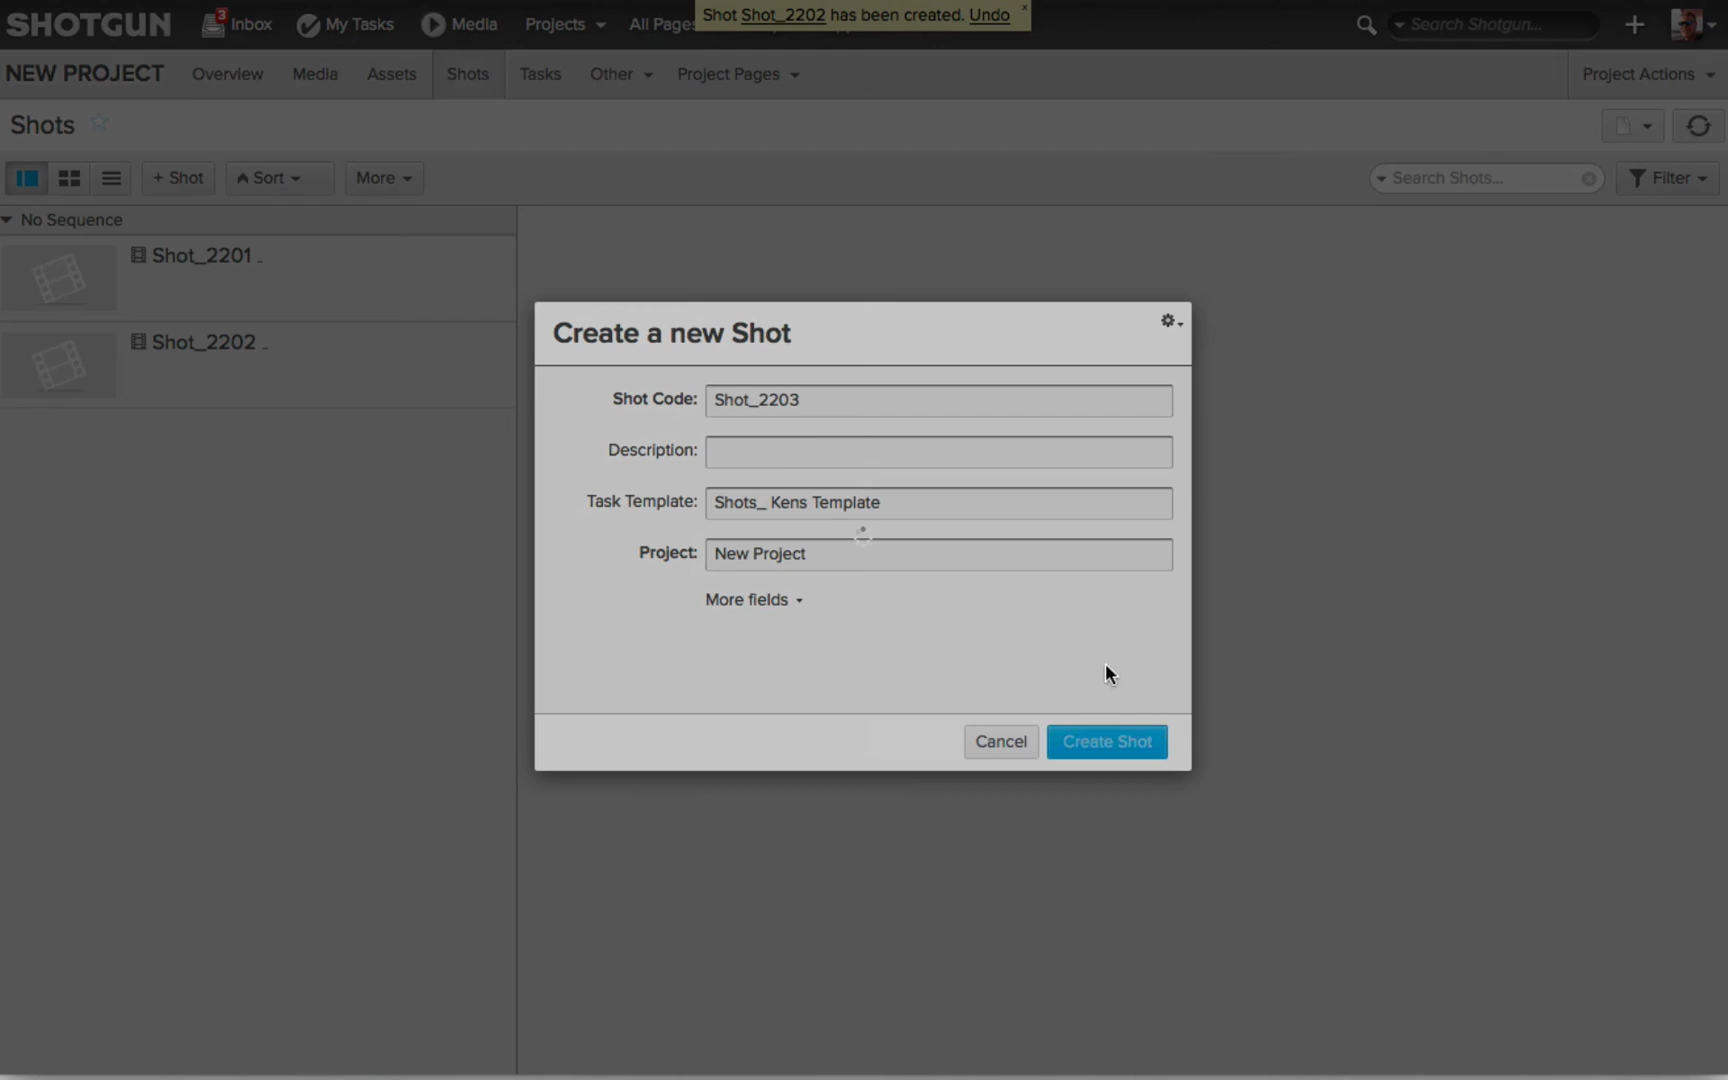 Shot Shot_2202 has been created. Undo ×
SHOTGUN 3 Inbox My Tasks Media Projects All Pages Search Shotgun... +
NEW PROJECT Overview Media Assets Shots Tasks Other Project Pages Project Actions
Shots
+ Shot Sort More Search Shots... Filter
No Sequence
Shot_2201 _
Shot_2202 _
Create a new Shot
Shot Code: Shot_2203
Description:
Task Template: Shots_ Kens Template
Project: New Project
More fields
Cancel Create Shot